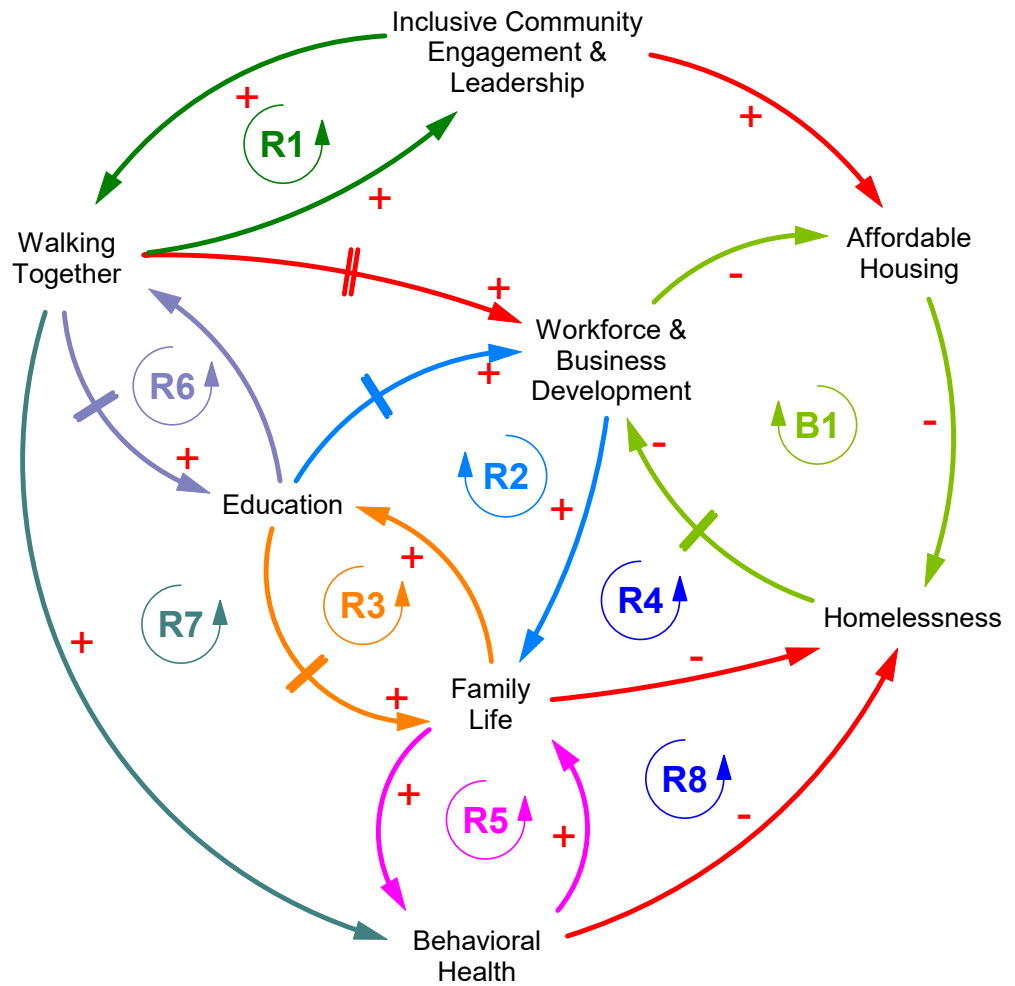 Inclusive Community
Engagement &
Leadership
+
R1
+
+
Walking
Together
+
Affordable
Housing
-
+
Workforce &
Business
Development
R6
+
R2
-
B1
-
+
Education
+
+
R3
R4
R7
+
Homelessness
-
+
Family
Life
+
R5
+
R8
-
Behavioral
Health